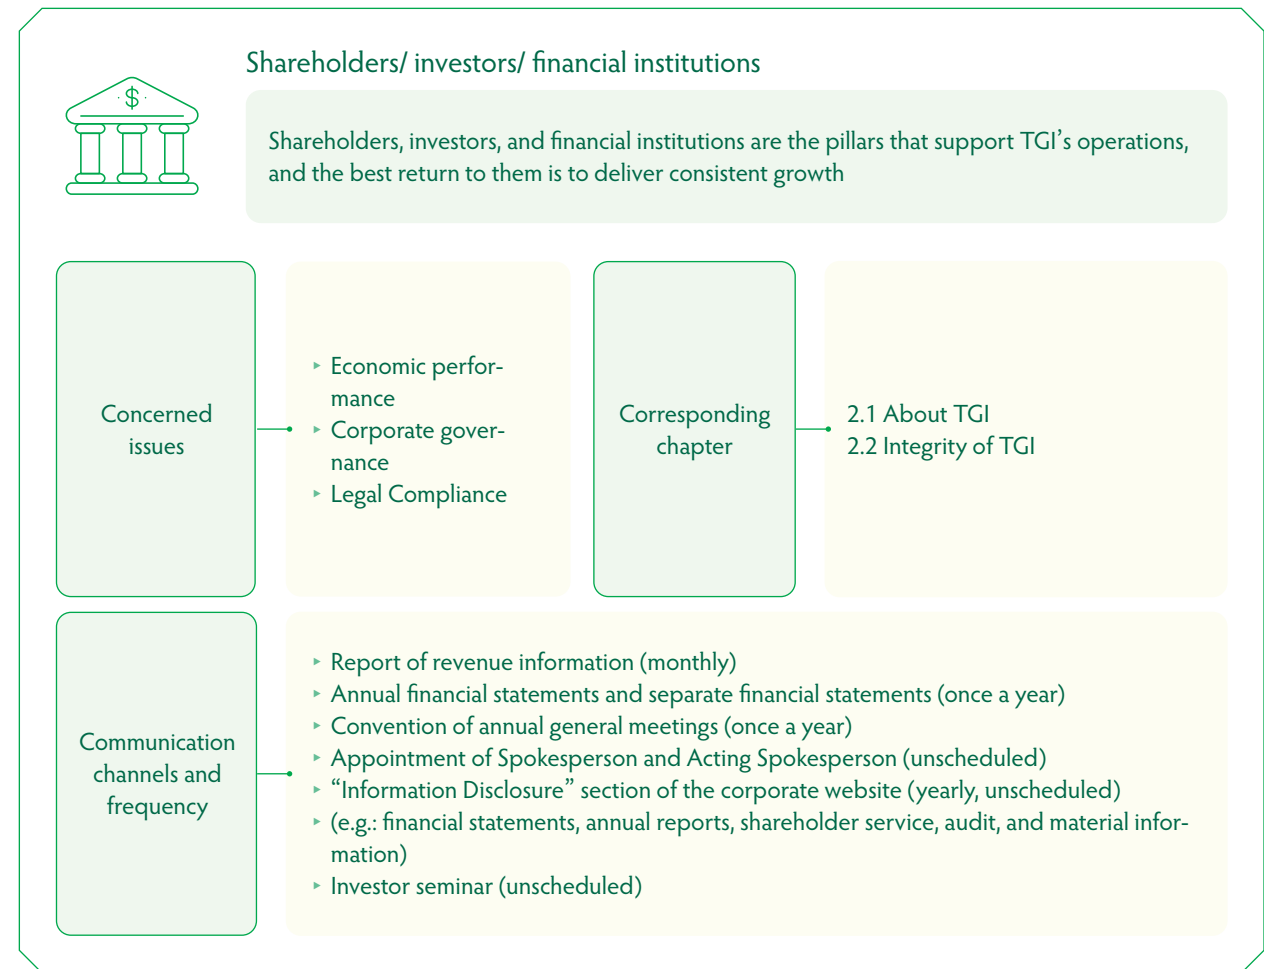 Shareholders/ investors/ financial institutions
$
Shareholders, investors, and financial institutions are the pillars that support TGI’s operations,
and the best return to them is to deliver consistent growth
Concerned
issues
▸ Economic perfor-
mance
▸ Corporate gover-
nance
▸ Legal Compliance
Corresponding
chapter
2.1 About TGI
2.2 Integrity of TGI
Communication
channels and
frequency
▸ Report of revenue information (monthly)
▸ Annual financial statements and separate financial statements (once a year)
▸ Convention of annual general meetings (once a year)
▸ Appointment of Spokesperson and Acting Spokesperson (unscheduled)
▸ “Information Disclosure” section of the corporate website (yearly, unscheduled)
▸ (e.g.: financial statements, annual reports, shareholder service, audit, and material infor-
mation)
▸ Investor seminar (unscheduled)